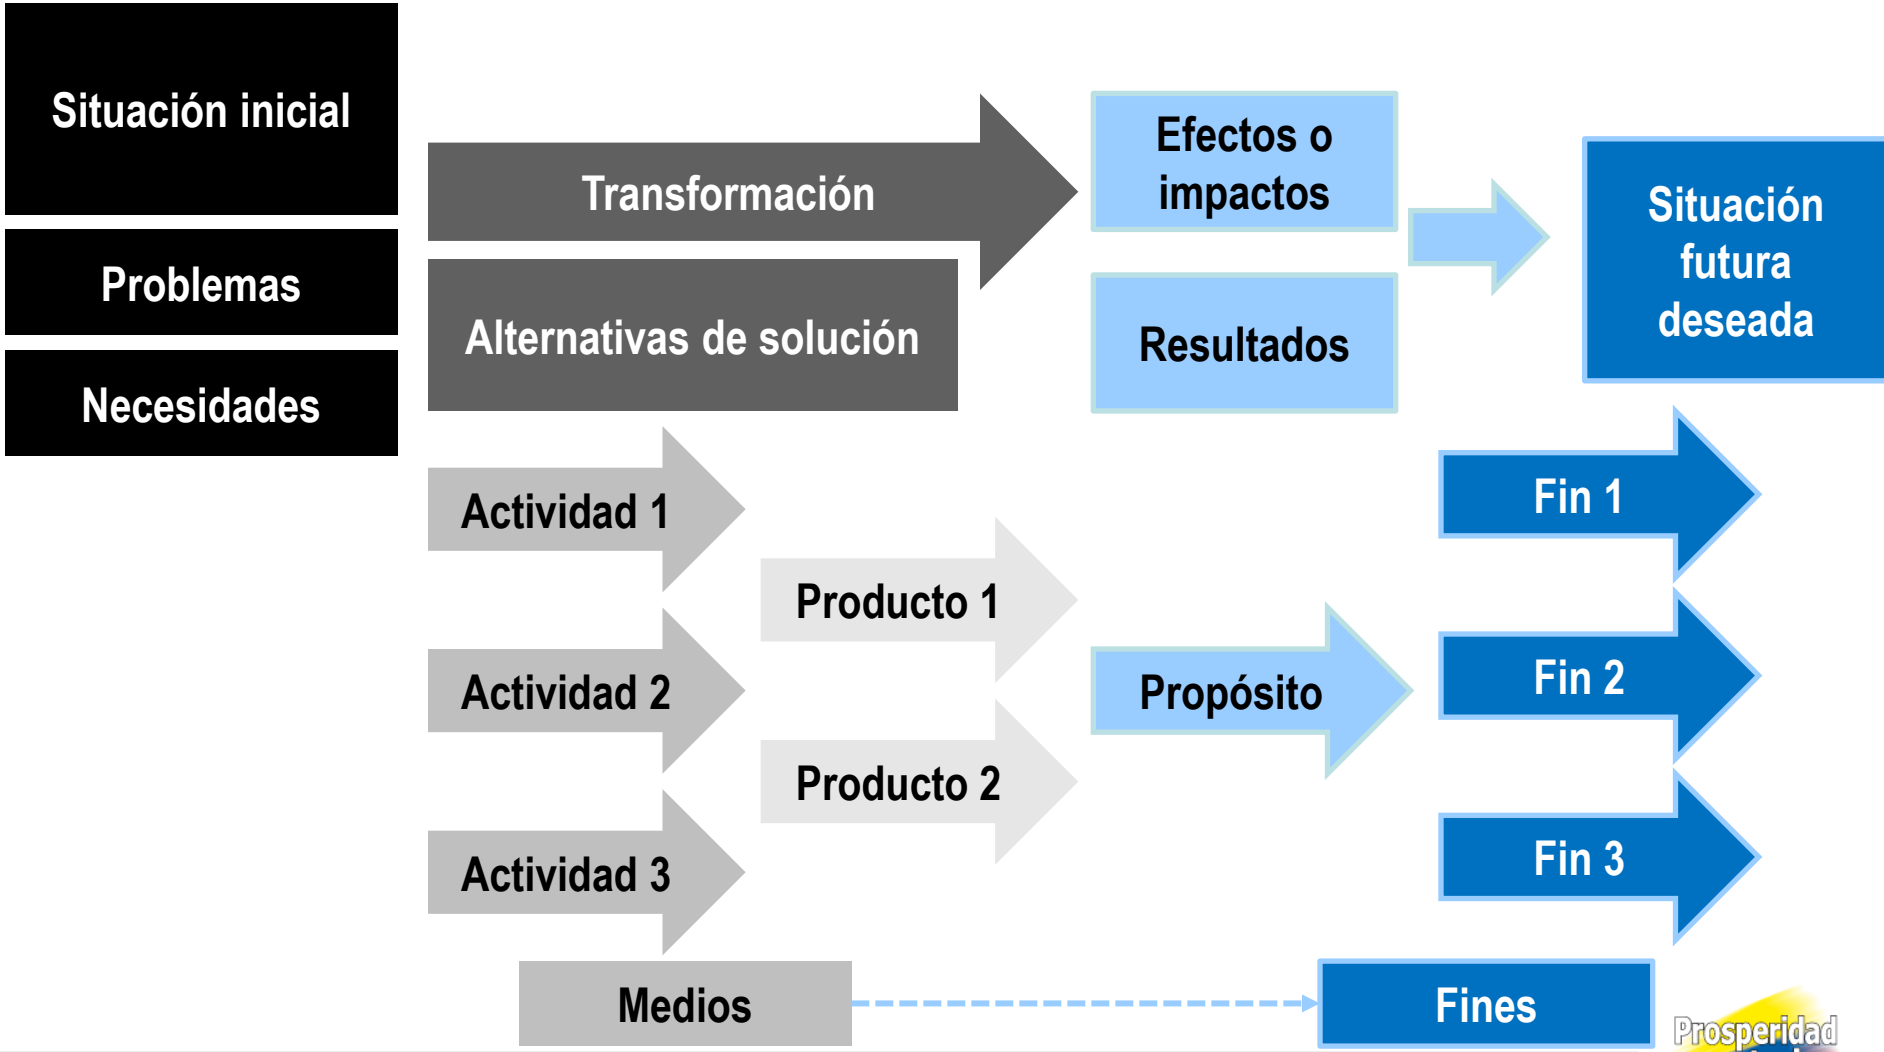 Situación inicial
Problemas
Necesidades
Transformación
Alternativas de solución
Efectos o
impactos
Resultados
Situación
futura
deseada
Actividad 1
Actividad 2
Actividad 3
Producto 1
Producto 2
Propósito
Fin 1
Fin 2
Fin 3
Medios
Fines
Prosperidad